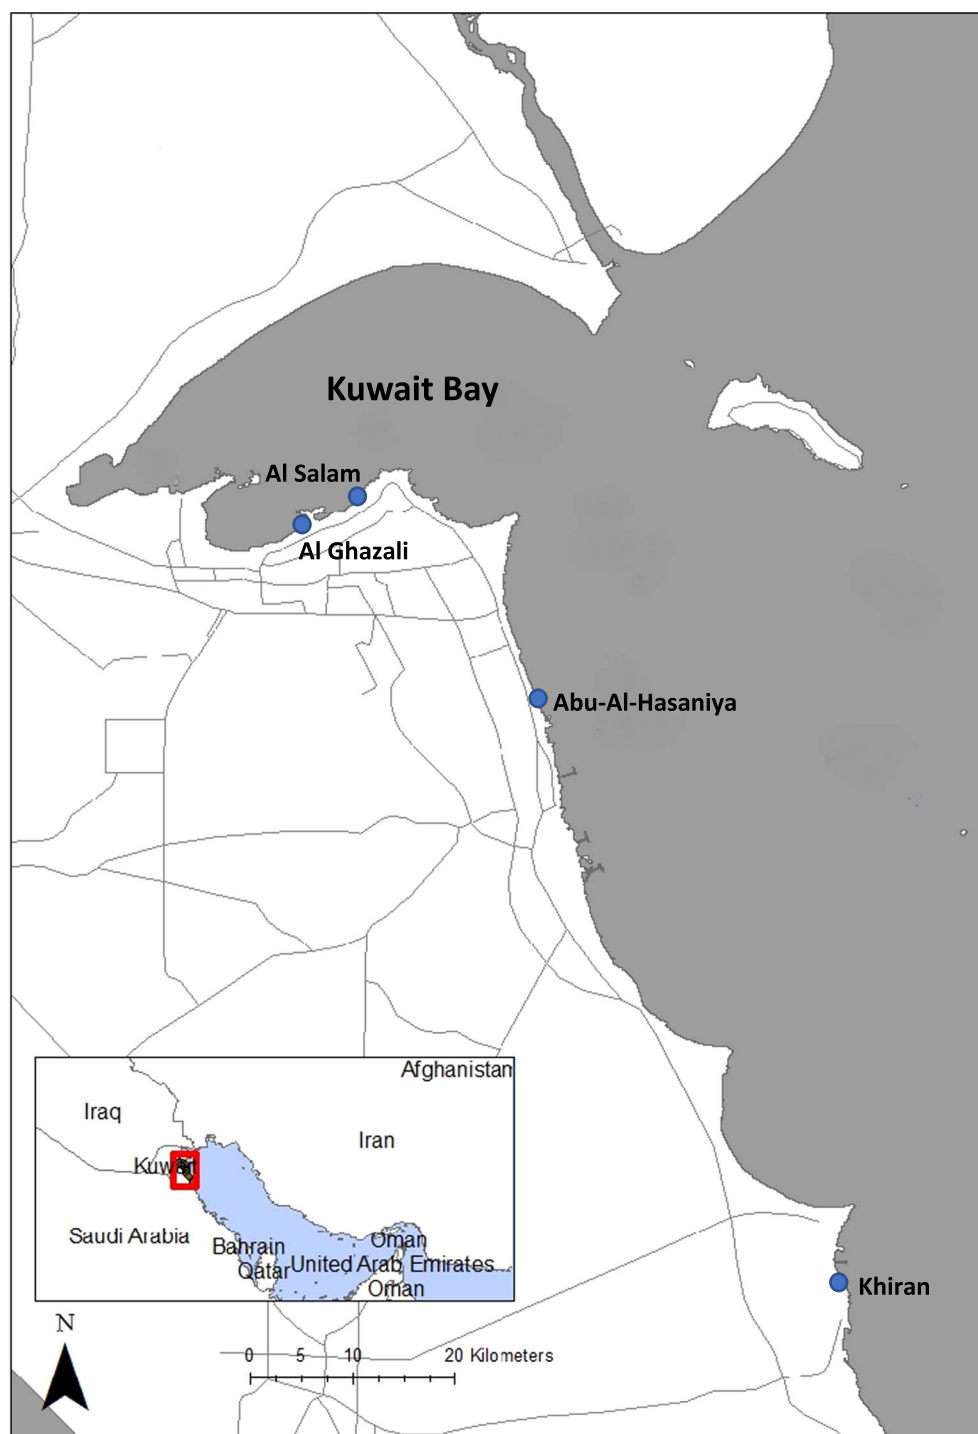 Kuwait Bay
Al Salam
Al Ghazali
Abu-Al-Hasaniya
Afghanistan
Iraq
Iran
Kuwait
Saudi Arabia
Bahrain
Oman
Qatar
United Arab Emirates
Oman
Khiran
N
0 5 10 20 Kilometers